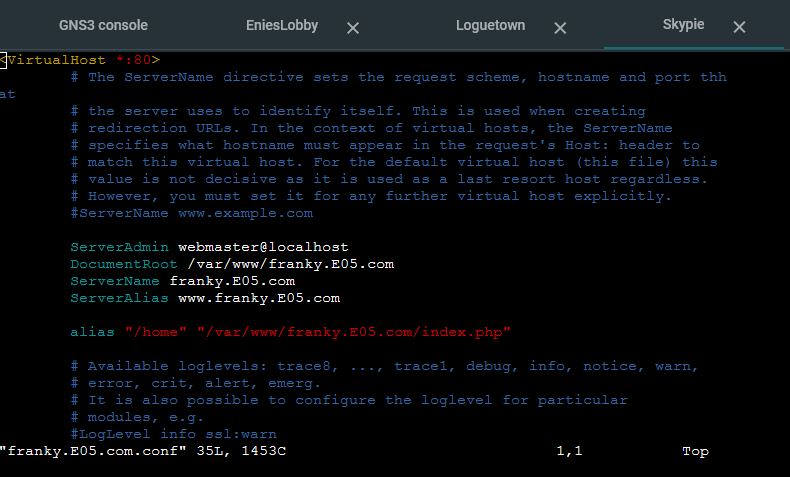 GNS3 console EniesLobby Loguetown Skypie
<VirtualHost *:80>
# The ServerName directive sets the request scheme, hostname and port thh
at
# the server uses to identify itself. This is used when creating
# redirection URLs. In the context of virtual hosts, the ServerName
# specifies what hostname must appear in the request's Host: header to
# match this virtual host. For the default virtual host (this file) this
# value is not decisive as it is used as a last resort host regardless.
# However, you must set it for any further virtual host explicitly.
#ServerName www.example.com
ServerAdmin webmaster@localhost
DocumentRoot /var/www/franky.E05.com
ServerName franky.E05.com
ServerAlias www.franky.E05.com
alias "/home" "/var/www/franky.E05.com/index.php"
# Available loglevels: trace8, ..., trace1, debug, info, notice, warn,
# error, crit, alert, emerg.
# It is also possible to configure the loglevel for particular
# modules, e.g.
#LogLevel info ssl:warn
"franky.E05.com.conf" 35L, 1453C 1,1 Top